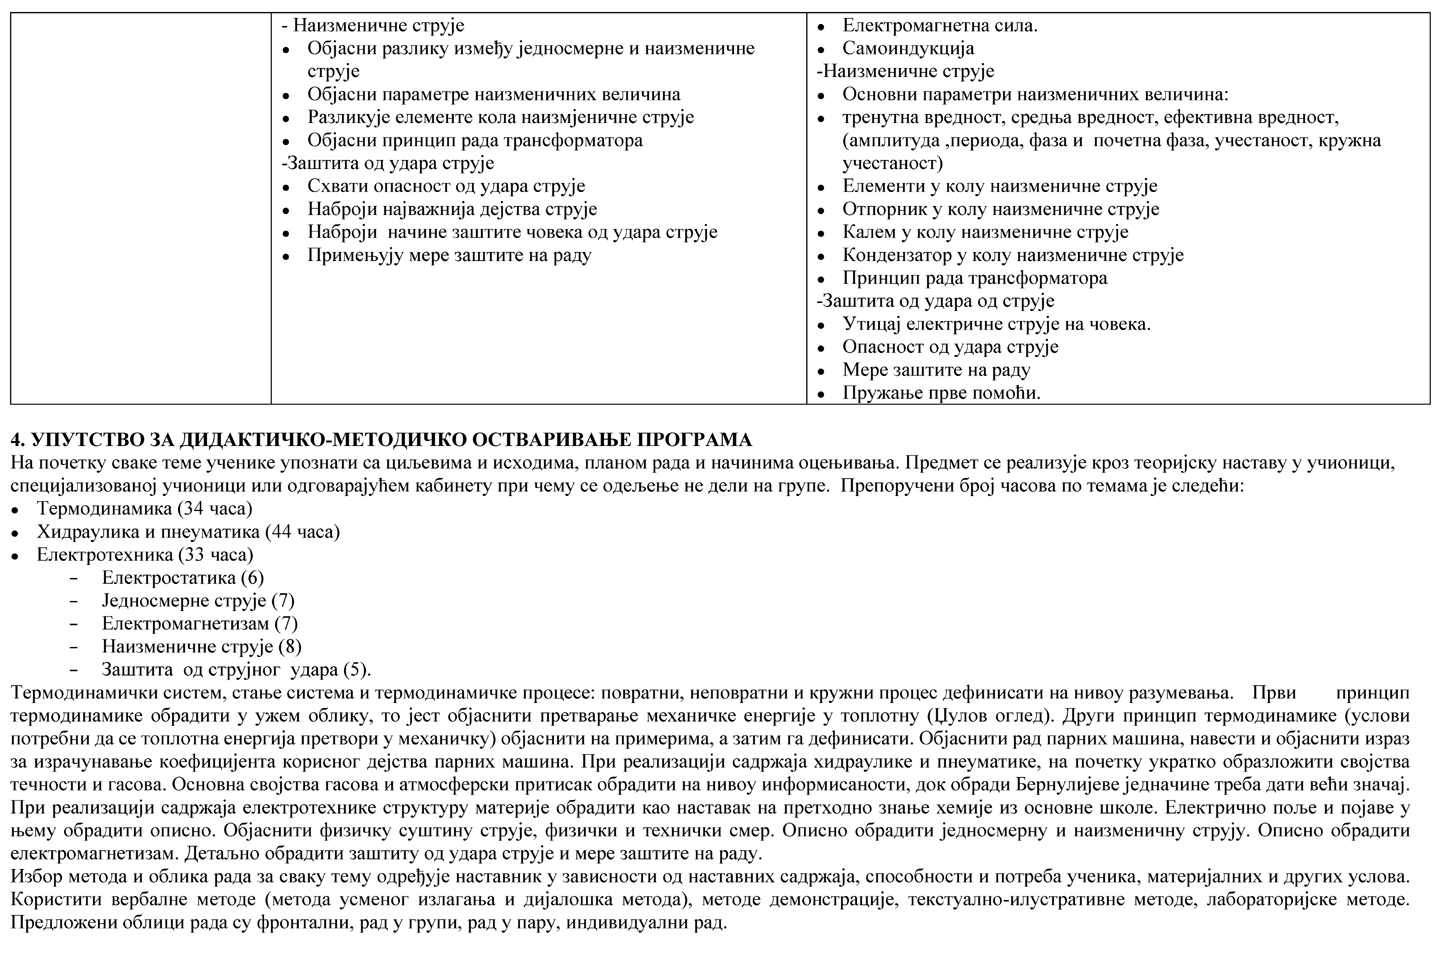 - Наизменичне струје
● Објасни разлику између једносмерне и наизменичне
струје
● Објасни параметре наизменичних величина
● Разликује елементе кола наизмјеничне струје
● Објасни принцип рада трансформатора
-Заштита од удара струје
● Схвати опасност од удара струје
● Наброји најважнија дејства струје
● Наброји начине заштите човека од удара струје
● Примењују мере заштите на раду
● Електромагнетна сила.
● Самоиндукција
-Наизменичне струје
● Основни параметри наизменичних величина:
● тренутна вредност, средња вредност, ефективна вредност,
(амплитуда ,периода, фаза и почетна фаза, учестаност, кружна
учестаност)
● Елементи у колу наизменичне струје
● Отпорник у колу наизменичне струје
● Калем у колу наизменичне струје
● Кондензатор у колу наизменичне струје
● Принцип рада трансформатора
-Заштита од удара од струје
● Утицај електричне струје на човека.
● Опасност од удара струје
● Мере заштите на раду
● Пружање прве помоћи.
4. УПУТСТВО ЗА ДИДАКТИЧКО-МЕТОДИЧКО ОСТВАРИВАЊЕ ПРОГРАМА
На почетку сваке теме ученике упознати са циљевима и исходима, планом рада и начинима оцењивања. Предмет се реализује кроз теоријску наставу у учионици,
специјализованој учионици или одговарајућем кабинету при чему се одељење не дели на групе. Препоручени број часова по темама је следећи:
● Термодинамика (34 часа)
● Хидраулика и пнеуматика (44 часа)
● Електротехника (33 часа)
– Електростатика (6)
– Једносмерне струје (7)
– Електромагнетизам (7)
– Наизменичне струје (8)
– Заштита од струјног удара (5).
Термодинамички систем, стање система и термодинамичке процесе: повратни, неповратни и кружни процес дефинисати на нивоу разумевања. Први принцип
термодинамике обрадити у ужем облику, то јест објаснити претварање механичке енергије у топлотну (Џулов оглед). Други принцип термодинамике (услови
потребни да се топлотна енергија претвори у механичку) објаснити на примерима, а затим га дефинисати. Објаснити рад парних машина, навести и објаснити израз
за израчунавање коефицијента корисног дејства парних машина. При реализацији садржаја хидраулике и пнеуматике, на почетку укратко образложити својства
течности и гасова. Основна својства гасова и атмосферски притисак обрадити на нивоу информисаности, док обради Бернулијеве једначине треба дати већи значај.
При реализацији садржаја електротехнике структуру материје обрадити као наставак на претходно знање хемије из основне школе. Електрично поље и појаве у
њему обрадити описно. Објаснити физичку суштину струје, физички и технички смер. Описно обрадити једносмерну и наизменичну струју. Описно обрадити
електромагнетизам. Детаљно обрадити заштиту од удара струје и мере заштите на раду.
Избор метода и облика рада за сваку тему одређује наставник у зависности од наставних садржаја, способности и потреба ученика, материјалних и других услова.
Користити вербалне методе (метода усменог излагања и дијалошка метода), методе демонстрације, текстуално-илустративне методе, лабораторијске методе.
Предложени облици рада су фронтални, рад у групи, рад у пару, индивидуални рад.